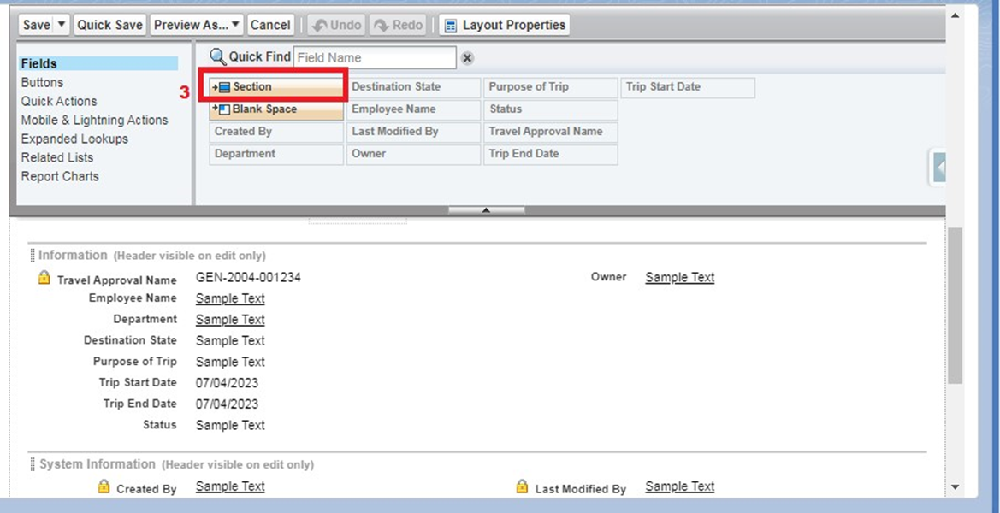 Save Quick Save Preview As... Cancel Undo Redo Layout Properties
Fields
Buttons
Quick Actions
Mobile & Lightning Actions
Expanded Lookups
Related Lists
Report Charts
Quick Find Field Name
3
Section Destination State Purpose of Trip Trip Start Date
Blank Space Employee Name Status
Created By Last Modified By Travel Approval Name
Department Owner Trip End Date
Information (Header visible on edit only)
Travel Approval Name GEN-2004-001234 Owner Sample Text
Employee Name Sample Text
Department Sample Text
Destination State Sample Text
Purpose of Trip Sample Text
Trip Start Date 07/04/2023
Trip End Date 07/04/2023
Status Sample Text
System Information (Header visible on edit only)
Created By Sample Text Last Modified By Sample Text